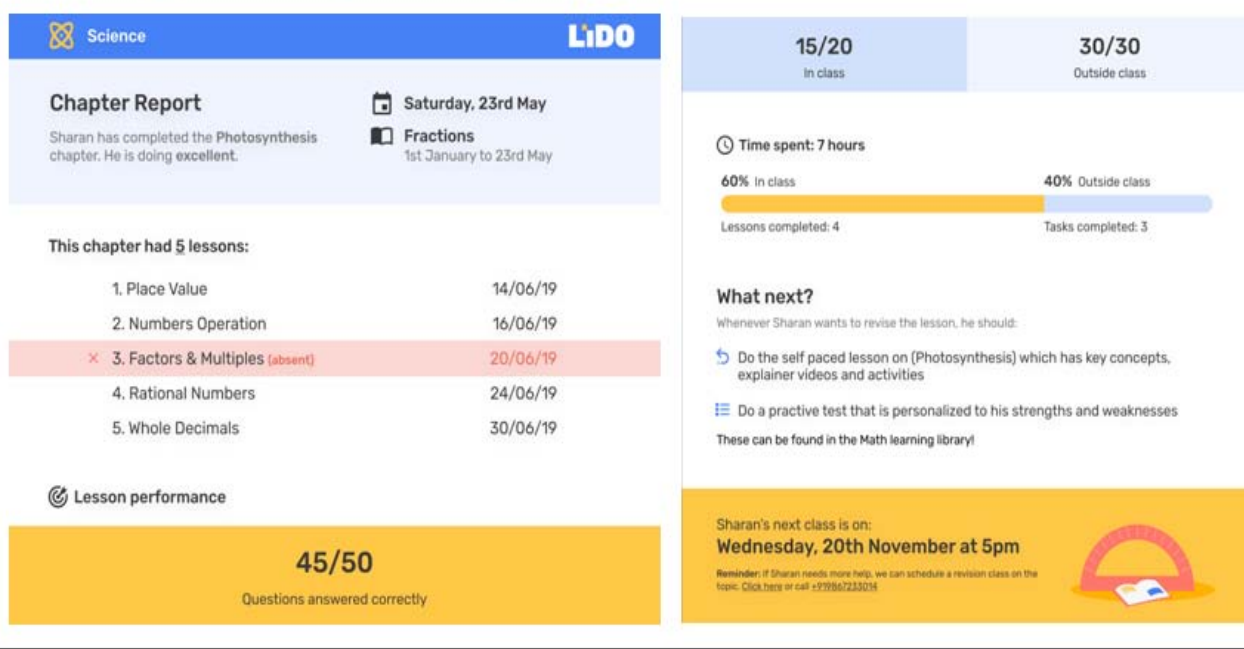 Science
LiDO
Chapter Report
Sharan has completed the Photosynthesis
chapter. He is doing excellent.
Saturday, 23rd May
Fractions
1st January to 23rd May
This chapter had 5 lessons:
1. Place Value 14/06/19
2. Numbers Operation 16/06/19
× 3. Factors & Multiples (absent) 20/06/19
4. Rational Numbers 24/06/19
5. Whole Decimals 30/06/19
Lesson performance
45/50
Questions answered correctly
15/20
In class
30/30
Outside class
Time spent: 7 hours
60% In class 40% Outside class
Lessons completed: 4 Tasks completed: 3
What next?
Whenever Sharan wants to revise the lesson, he should:
Do the self paced lesson on (Photosynthesis) which has key concepts,
explainer videos and activities
Do a practive test that is personalized to his strengths and weaknesses
These can be found in the Math learning library!
Sharan's next class is on:
Wednesday, 20th November at 5pm
Reminder: If Sharan needs more help, we can schedule a revision class on the
topic. Click here or call +919867233014